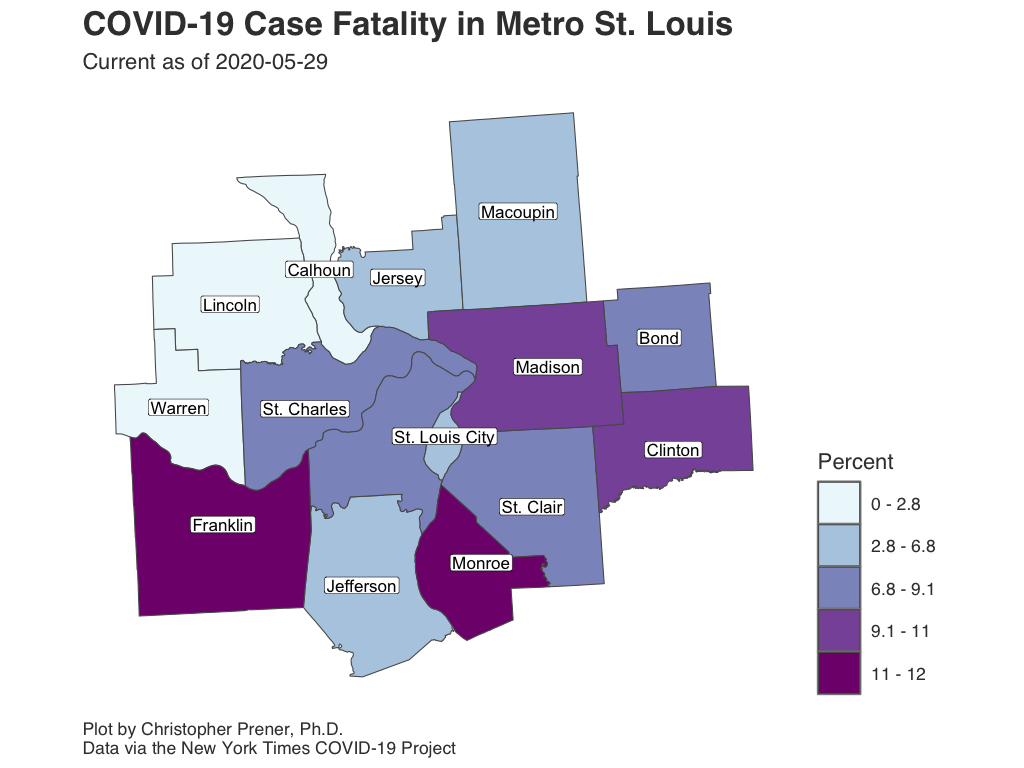 COVID-19 Case Fatality in Metro St. Louis
Current as of 2020-05-29
Macoupin
Calhoun
Jersey
Lincoln
Bond
Madison
Warren
St. Charles
St. Louis City
Clinton
St. Clair
Franklin
Monroe
Jefferson
Percent
0 - 2.8
2.8 - 6.8
6.8 - 9.1
9.1 - 11
11 - 12
Plot by Christopher Prener, Ph.D.
Data via the New York Times COVID-19 Project